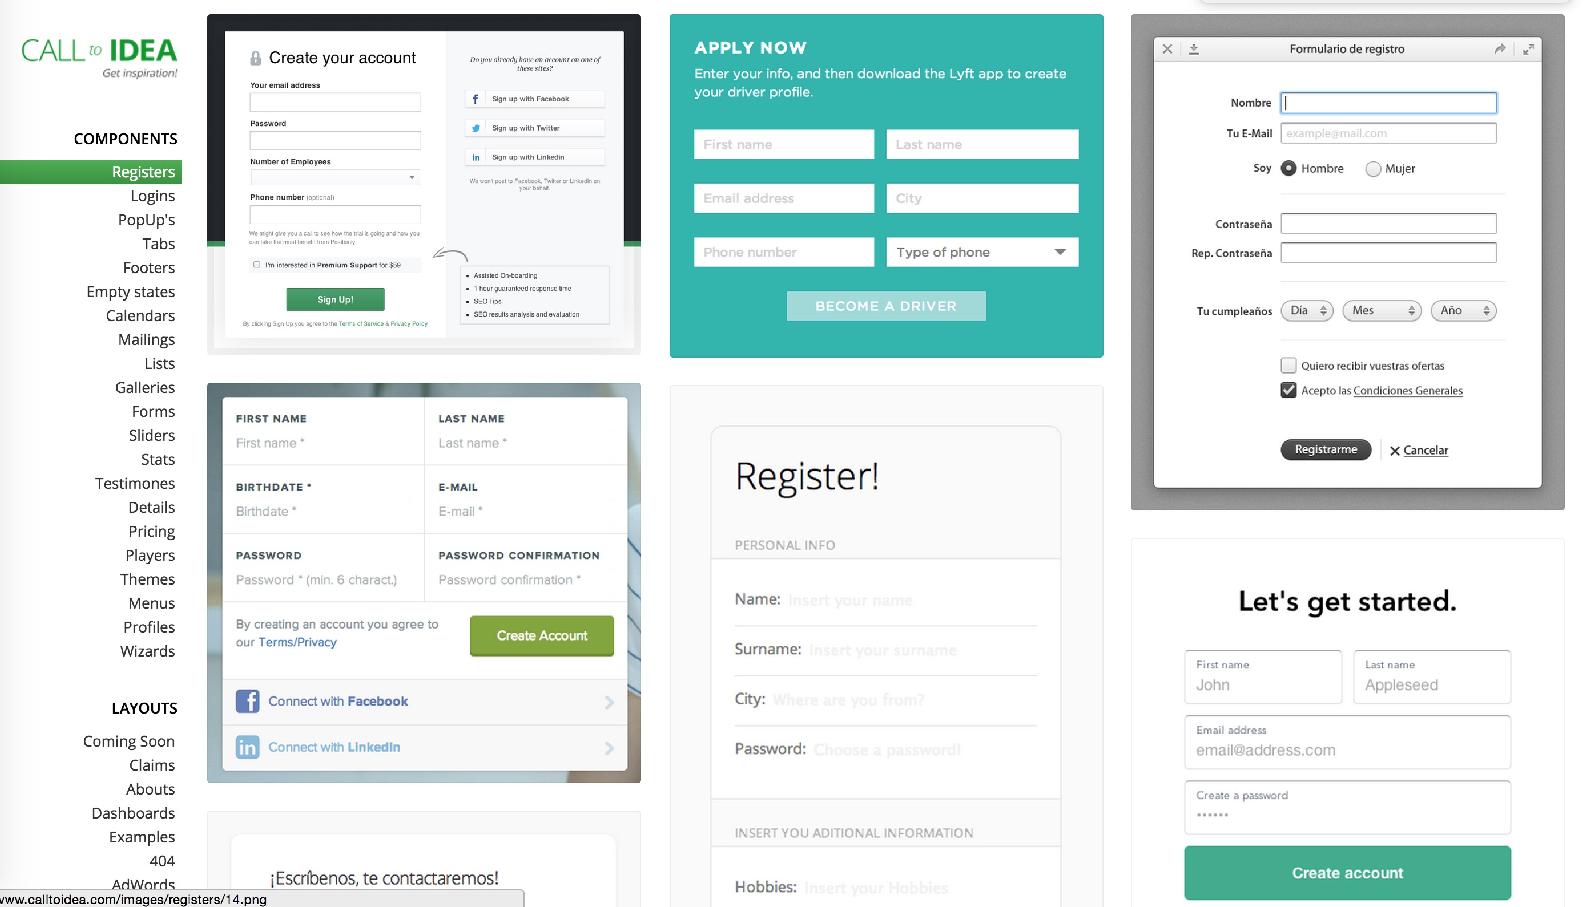 CALL to IDEA
Get inspiration!
COMPONENTS
Registers
Logins
PopUp's
Tabs
Footers
Empty states
Calendars
Mailings
Lists
Galleries
Forms
Sliders
Stats
Testimones
Details
Pricing
Players
Themes
Menus
Profiles
Wizards
LAYOUTS
Coming Soon
Claims
Abouts
Dashboards
Examples
404
AdWords
www.calltoidea.com/images/registers/14.png
Create your account
Your email address
Password
Number of Employees
Phone number (optional)
We might give you a call to see how the trial is going and how you
can take the most benefit from
I'm interested in Premium Support for $59
Sign Up!
By clicking Sign Up you agree to the Terms of Service & Privacy Policy
Do you already have an account on one of
these sites?
Sign up with Facebook
Sign up with Twitter
Sign up with Linkedin
We won't post to Facebook, Twitter or LinkedIn on
your behalf.
Assisted On-boarding
1 hour guaranteed response time
SEO Tips
SEO results analysis and evaluation
FIRST NAME
First name *
LAST NAME
Last name *
BIRTHDATE *
Birthdate *
E-MAIL
E-mail *
PASSWORD
Password * (min. 6 charact.)
PASSWORD CONFIRMATION
Password confirmation *
By creating an account you agree to
our Terms/Privacy
Create Account
Connect with Facebook
Connect with LinkedIn
¡Escríbenos, te contactaremos!
APPLY NOW
Enter your info, and then download the Lyft app to create
your driver profile.
First name
Last name
Email address
City
Phone number
Type of phone
BECOME A DRIVER
Register!
PERSONAL INFO
Name: Insert your name
Surname: Insert your surname
City: Where are you from?
Password: Choose a password!
INSERT YOU ADITIONAL INFORMATION
Hobbies: Insert your Hobbies
Formulario de registro
Nombre
Tu E-Mail example@mail.com
Soy Hombre Mujer
Contraseña
Rep. Contraseña
Tu cumpleaños Día Mes Año
Quiero recibir vuestras ofertas
Acepto las Condiciones Generales
Registrarme Cancelar
Let's get started.
First name
John
Last name
Appleseed
Email address
email@address.com
Create a password
Create account